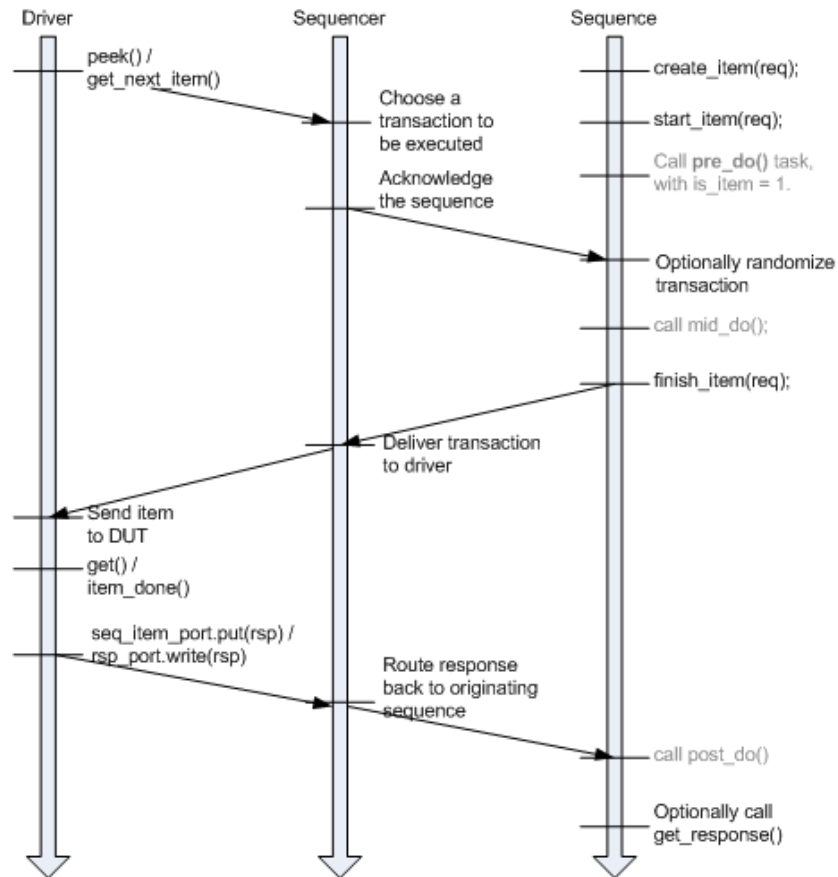 Driver
Sequencer
Sequence
peek() /
get_next_item()
create_item(req);
Choose a
transaction to
be executed
start_item(req);
Call pre_do() task,
with is_item = 1.
Acknowledge
the sequence
Optionally randomize
transaction
call mid_do();
finish_item(req);
Deliver transaction
to driver
Send item
to DUT
get() /
item_done()
seq_item_port.put(rsp) /
rsp_port.write(rsp)
Route response
back to originating
sequence
call post_do()
Optionally call
get_response()